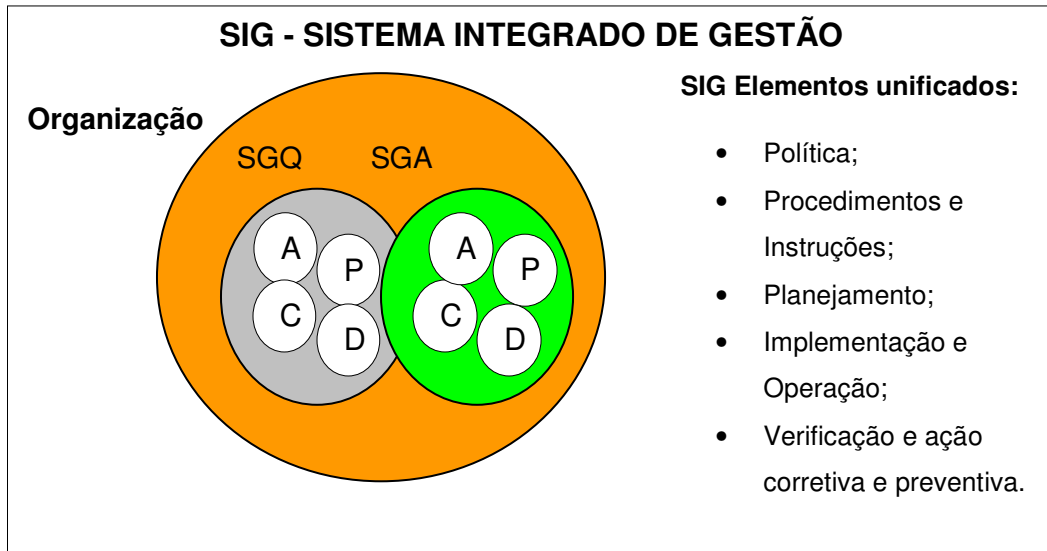 SIG - SISTEMA INTEGRADO DE GESTÃO
Organização
SGQ SGA
A
P
C
D
A
P
C
D
SIG Elementos unificados:
• Política;
• Procedimentos e
Instruções;
• Planejamento;
• Implementação e
Operação;
• Verificação e ação
corretiva e preventiva.